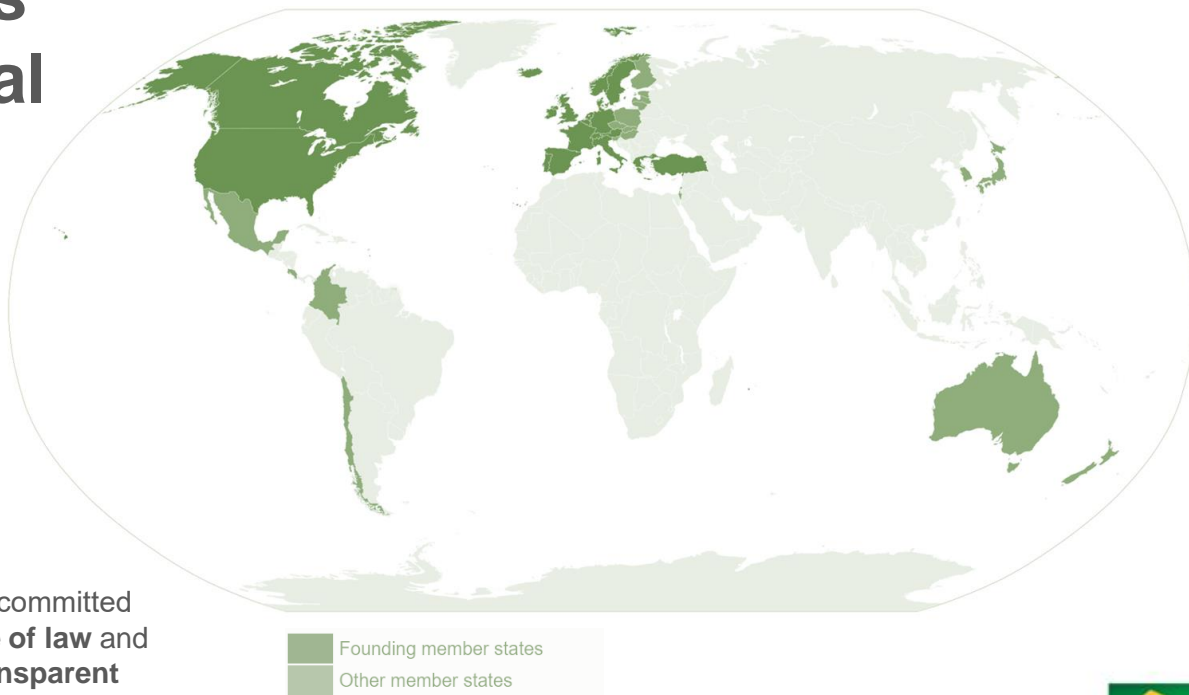 s
al
committed
of law and
nsparent
Founding member states
Other member states